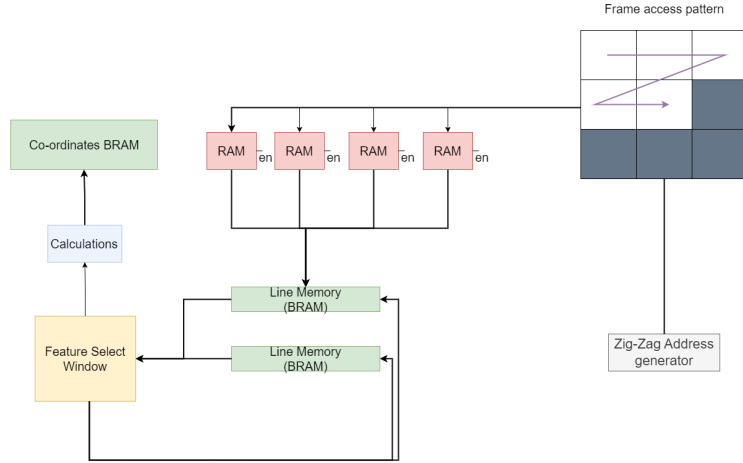 Frame access pattern
Co-ordinates BRAM
RAM
en
RAM
en
RAM
en
RAM
en
Calculations
Line Memory
(BRAM)
Feature Select
Window
Line Memory
(BRAM)
Zig-Zag Address
generator